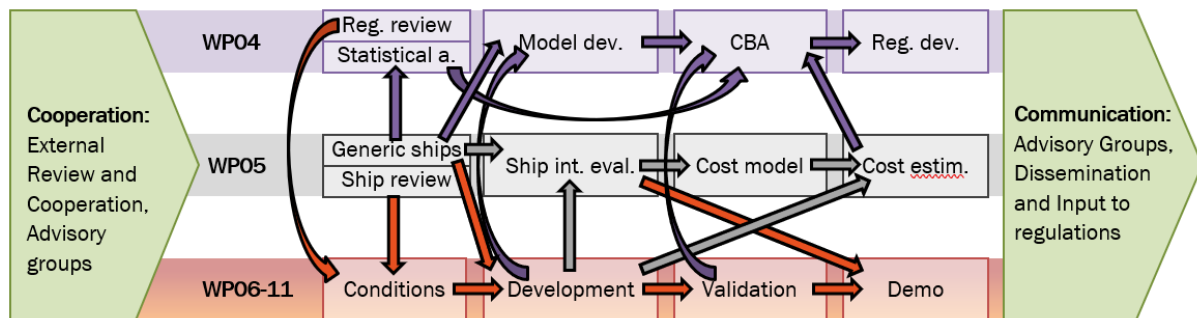 Cooperation:
External
Review and
Cooperation,
Advisory
groups
WP04
Reg. review
Statistical a.
Model dev.
CBA
Reg. dev.
WP05
Generic ships
Ship review
Ship int. eval.
Cost model
Cost estim.
WP06-11
Conditions
Development
Validation
Demo
Communication:
Advisory Groups,
Dissemination
and Input to
regulations